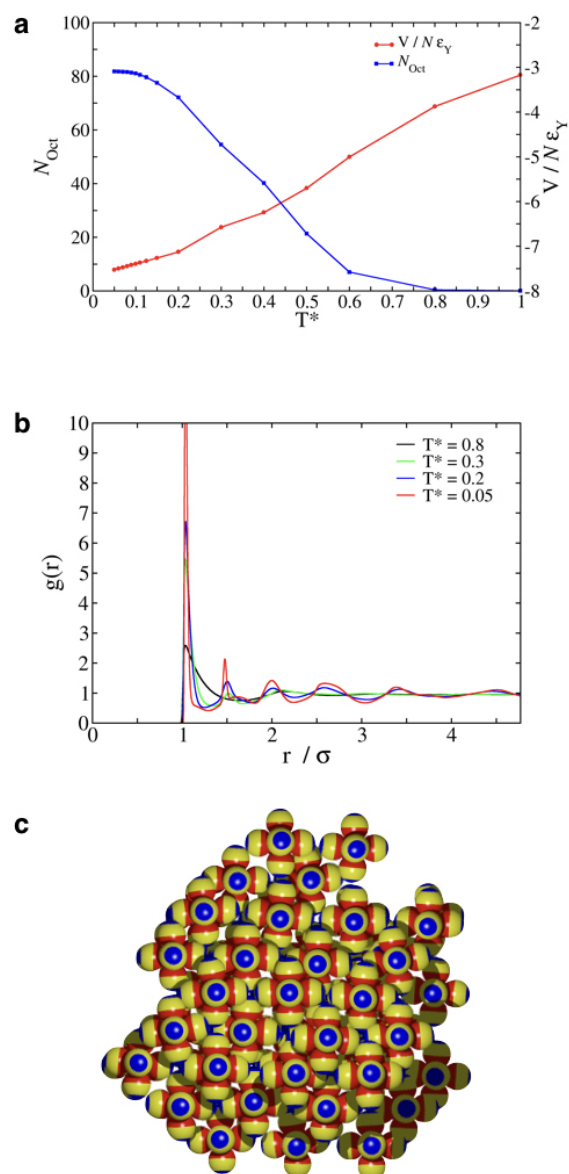 a
V / N ε_Y
N_Oct
100
80
60
40
20
0
N_Oct
-2
-3
-4
-5
-6
-7
-8
V / N ε_Y
0 0.1 0.2 0.3 0.4 0.5 0.6 0.7 0.8 0.9 1
T*
b
10
9
8
7
6
5
4
3
2
1
0
g(r)
T* = 0.8
T* = 0.3
T* = 0.2
T* = 0.05
0 1 2 3 4
r / σ
c